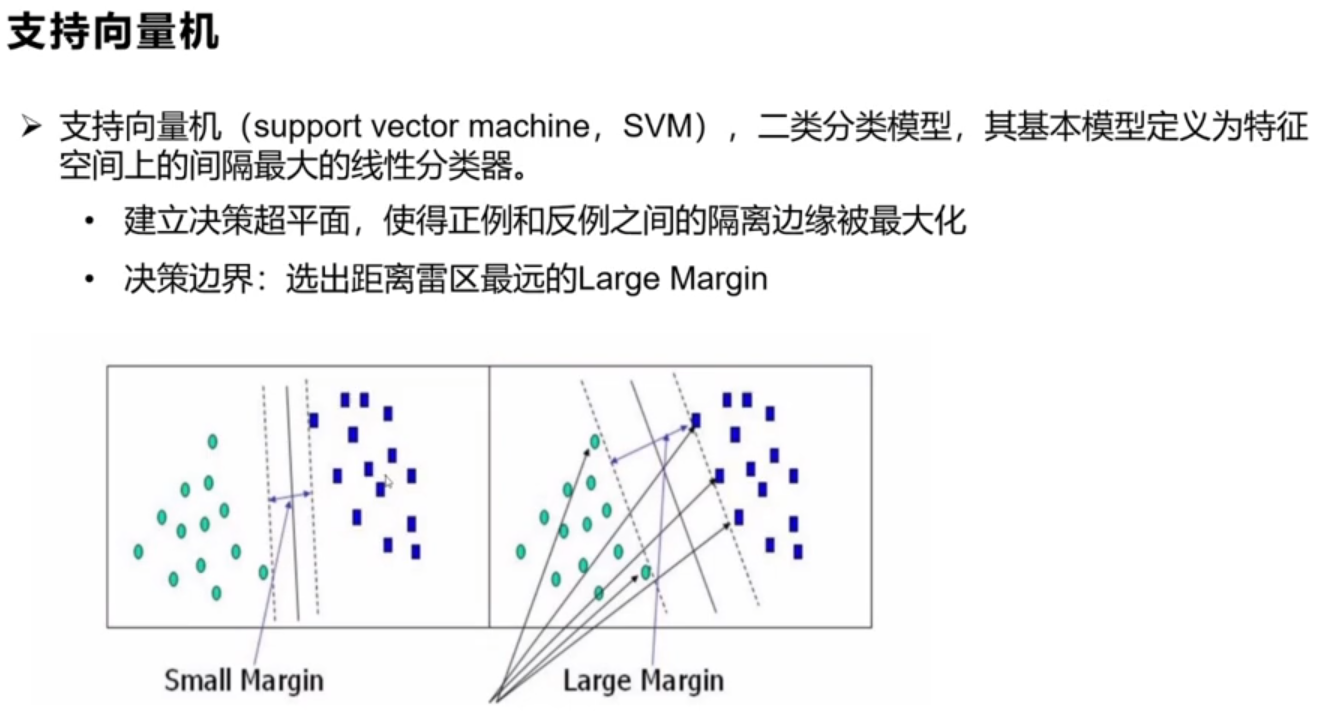 支持向量机
➢ 支持向量机（support vector machine，SVM），二类分类模型，其基本模型定义为特征
空间上的间隔最大的线性分类器。
• 建立决策超平面，使得正例和反例之间的隔离边缘被最大化
• 决策边界：选出距离雷区最远的Large Margin
Small Margin
Large Margin